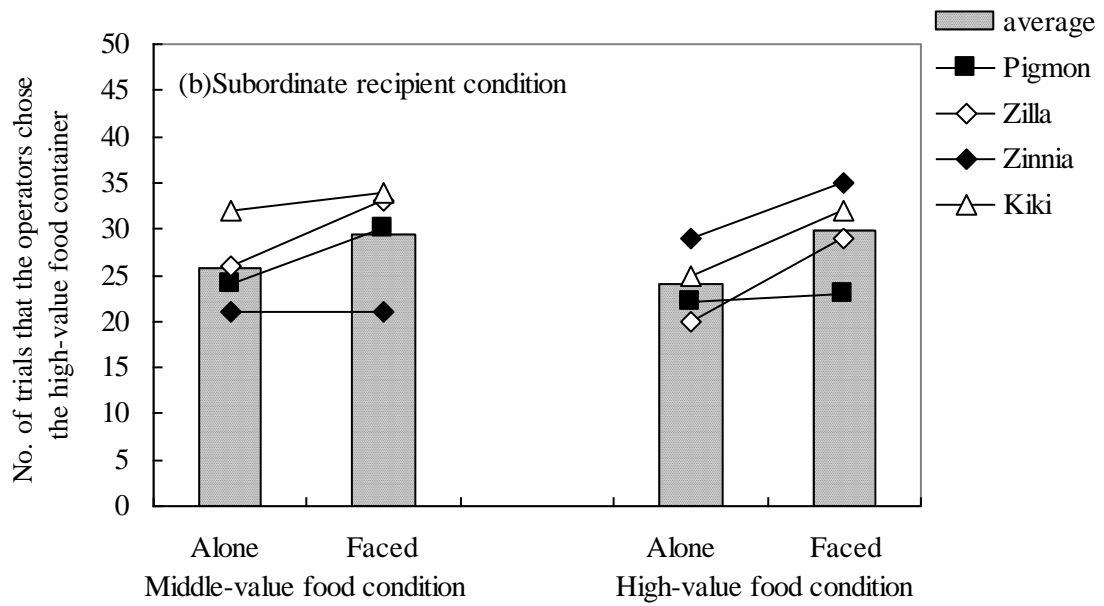 No. of trials that the operators chose
the high-value food container
50
45
40
35
30
25
20
15
10
5
0
(b)Subordinate recipient condition
average
Pigmon
Zilla
Zinnia
Kiki
Alone Faced Alone Faced
Middle-value food condition High-value food condition